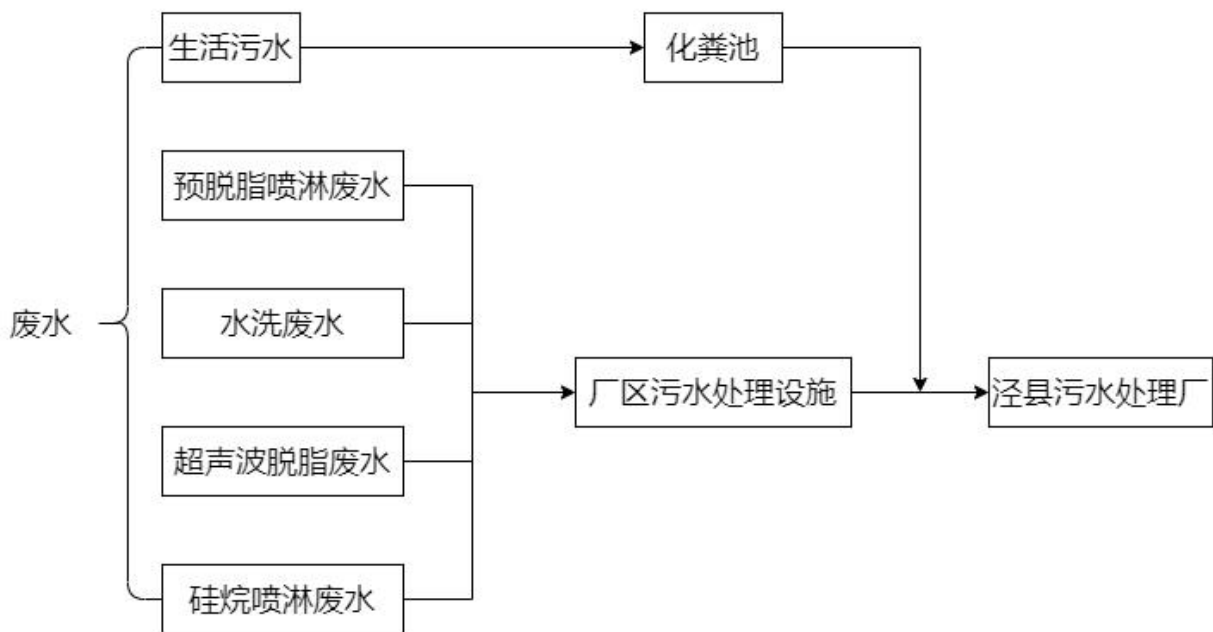 生活污水
化粪池
预脱脂喷淋废水
废水
水洗废水
厂区污水处理设施
泾县污水处理厂
超声波脱脂废水
硅烷喷淋废水